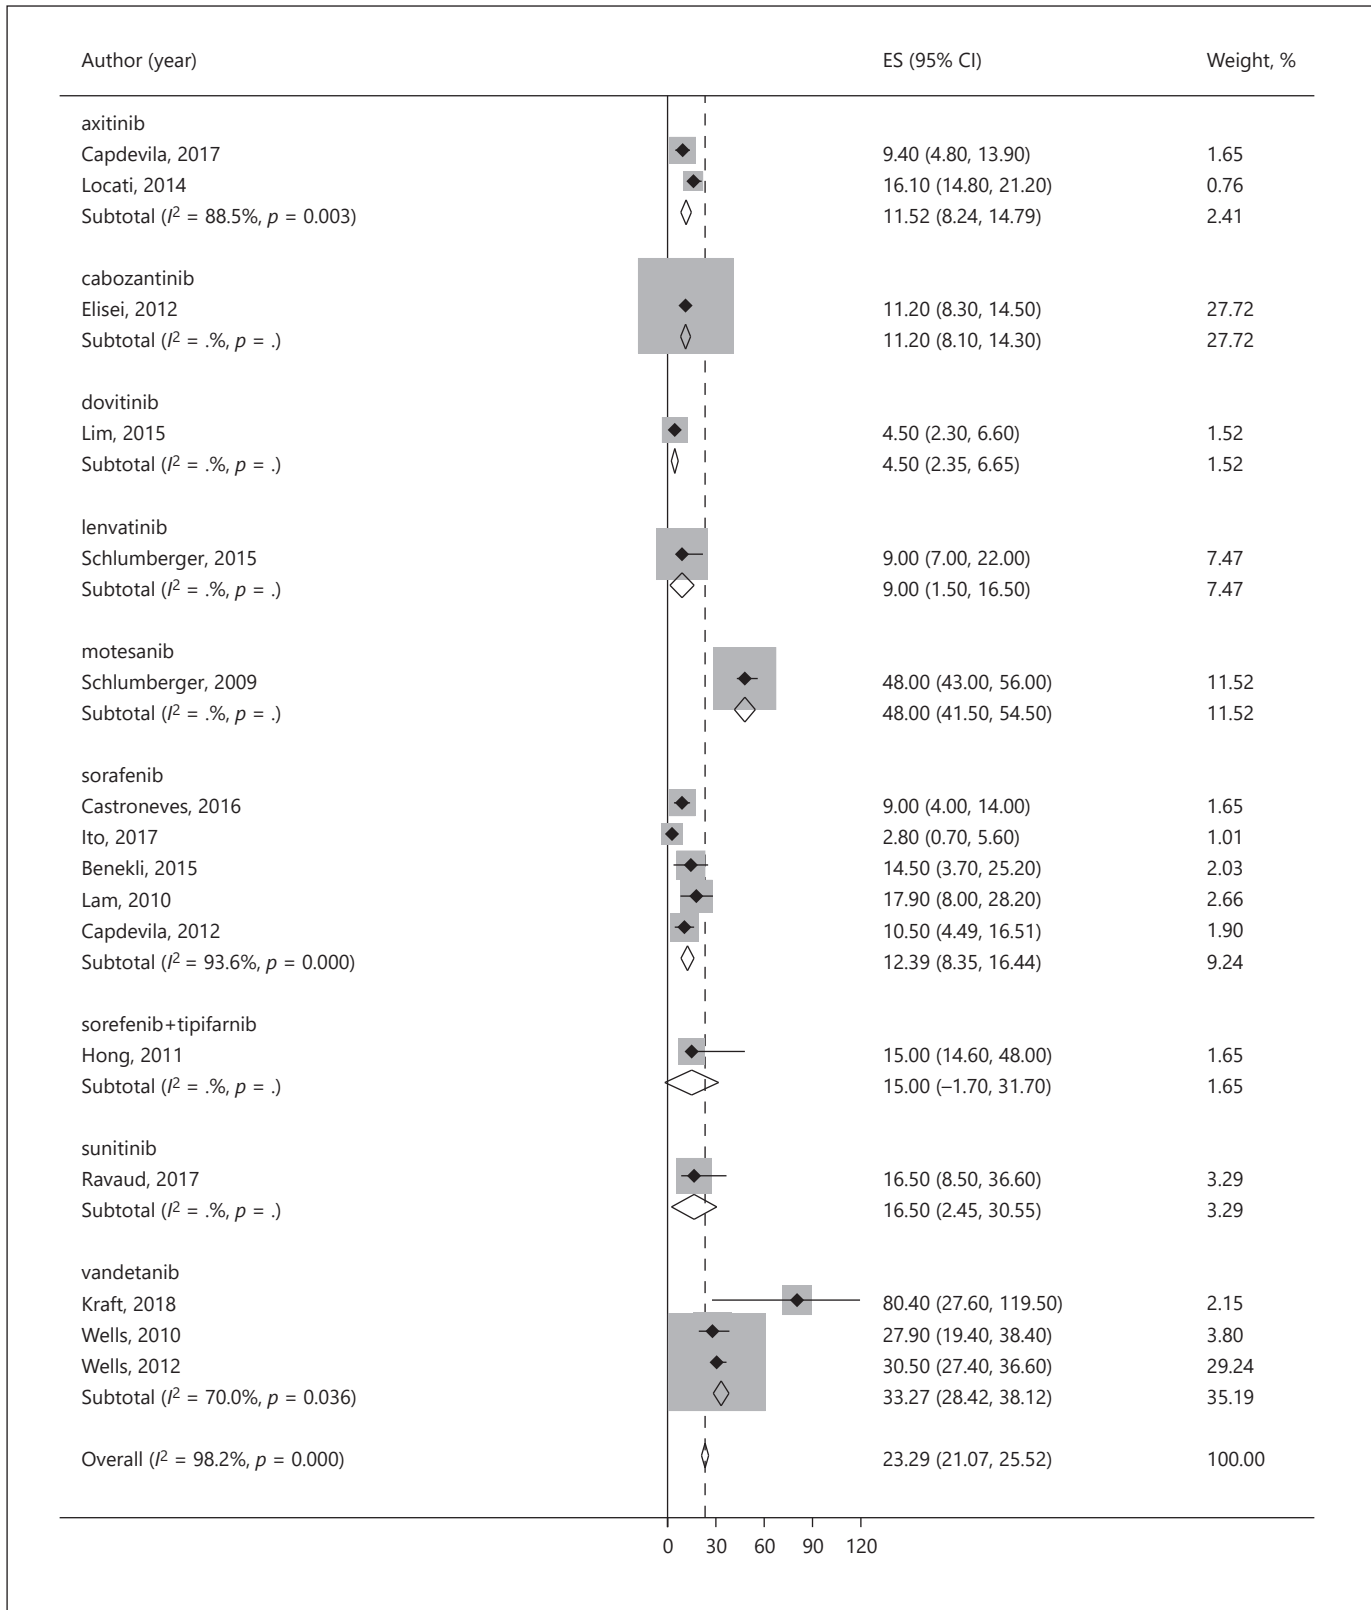 Author (year) ES (95% CI) Weight, %
axitinib
Capdevila, 2017 9.40 (4.80, 13.90) 1.65
Locati, 2014 16.10 (14.80, 21.20) 0.76
Subtotal (I² = 88.5%, p = 0.003) 11.52 (8.24, 14.79) 2.41
cabozantinib
Elisei, 2012 11.20 (8.30, 14.50) 27.72
Subtotal (I² = .%, p = .) 11.20 (8.10, 14.30) 27.72
dovitinib
Lim, 2015 4.50 (2.30, 6.60) 1.52
Subtotal (I² = .%, p = .) 4.50 (2.35, 6.65) 1.52
lenvatinib
Schlumberger, 2015 9.00 (7.00, 22.00) 7.47
Subtotal (I² = .%, p = .) 9.00 (1.50, 16.50) 7.47
motesanib
Schlumberger, 2009 48.00 (43.00, 56.00) 11.52
Subtotal (I² = .%, p = .) 48.00 (41.50, 54.50) 11.52
sorafenib
Castroneves, 2016 9.00 (4.00, 14.00) 1.65
Ito, 2017 2.80 (0.70, 5.60) 1.01
Benekli, 2015 14.50 (3.70, 25.20) 2.03
Lam, 2010 17.90 (8.00, 28.20) 2.66
Capdevila, 2012 10.50 (4.49, 16.51) 1.90
Subtotal (I² = 93.6%, p = 0.000) 12.39 (8.35, 16.44) 9.24
sorefenib+tipifarnib
Hong, 2011 15.00 (14.60, 48.00) 1.65
Subtotal (I² = .%, p = .) 15.00 (–1.70, 31.70) 1.65
sunitinib
Ravaud, 2017 16.50 (8.50, 36.60) 3.29
Subtotal (I² = .%, p = .) 16.50 (2.45, 30.55) 3.29
vandetanib
Kraft, 2018 80.40 (27.60, 119.50) 2.15
Wells, 2010 27.90 (19.40, 38.40) 3.80
Wells, 2012 30.50 (27.40, 36.60) 29.24
Subtotal (I² = 70.0%, p = 0.036) 33.27 (28.42, 38.12) 35.19
Overall (I² = 98.2%, p = 0.000) 23.29 (21.07, 25.52) 100.00
0 30 60 90 120